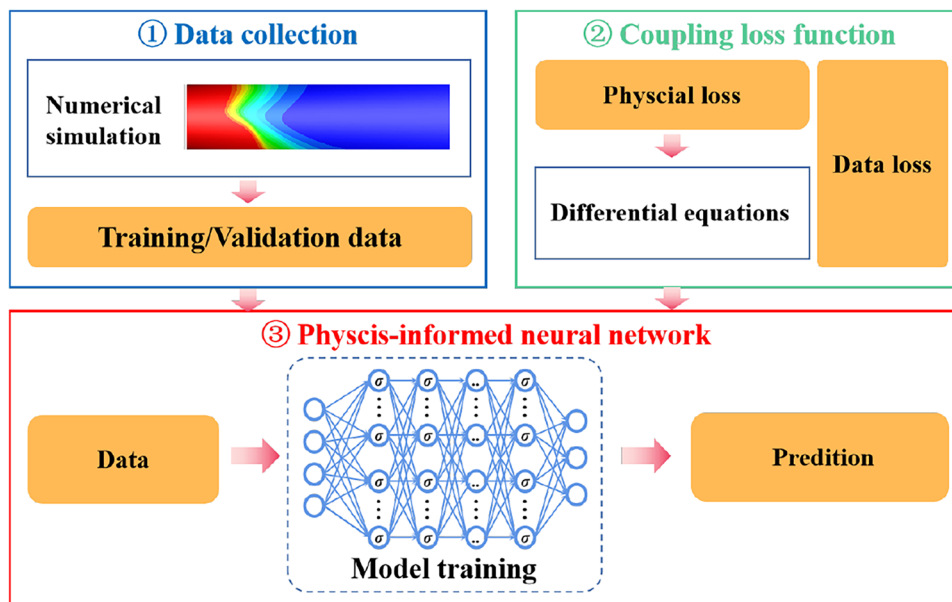 ① Data collection
Numerical
simulation
Training/Validation data
② Coupling loss function
Physcial loss
Differential equations
Data loss
③ Physcis-informed neural network
Data
σ σ .. σ
σ σ .. σ
σ σ .. σ
σ σ .. σ
Model training
Predition